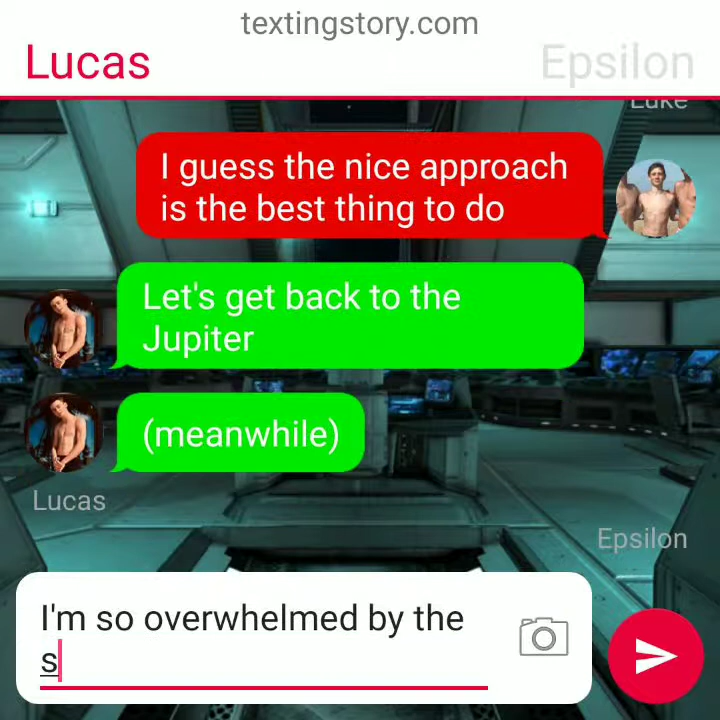 textingstory.com
Lucas
Epsilon
Luke
I guess the nice approach
is the best thing to do
Let's get back to the
Jupiter
(meanwhile)
Lucas
Epsilon
I'm so overwhelmed by the
s